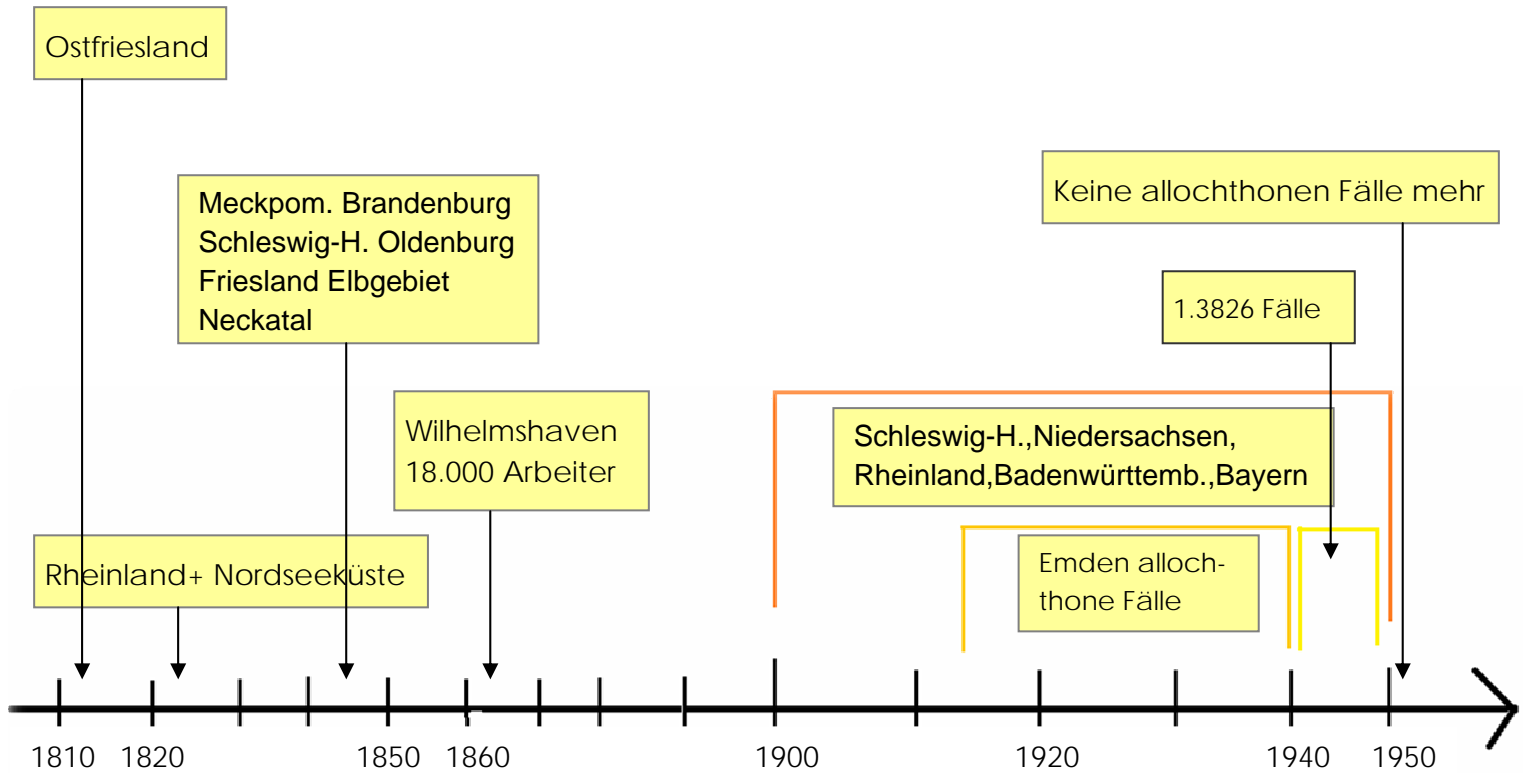 Ostfriesland
Keine allochthonen Fälle mehr
Meckpom. Brandenburg
Schleswig-H. Oldenburg
Friesland Elbgebiet
Neckatal
1.3826 Fälle
Wilhelmshaven
18.000 Arbeiter
Schleswig-H.,Niedersachsen,
Rheinland,Badenwürttemb.,Bayern
Rheinland+ Nordseeküste
Emden alloch-
thone Fälle
1810 1820 1850 1860 1900 1920 1940 1950